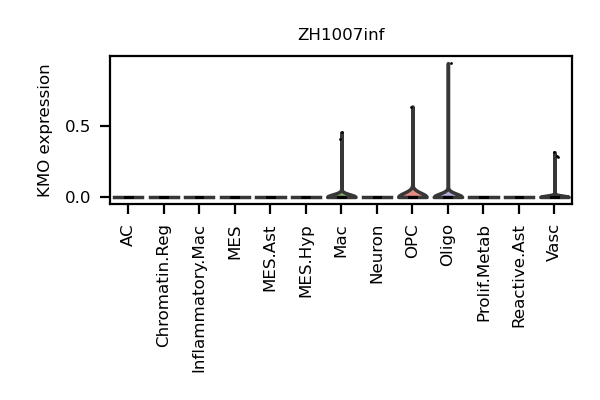 ZH1007inf
KMO expression
0.5
0.0
AC
Chromatin.Reg
Inflammatory.Mac
MES
MES.Ast
MES.Hyp
Mac
Neuron
OPC
Oligo
Prolif.Metab
Reactive.Ast
Vasc